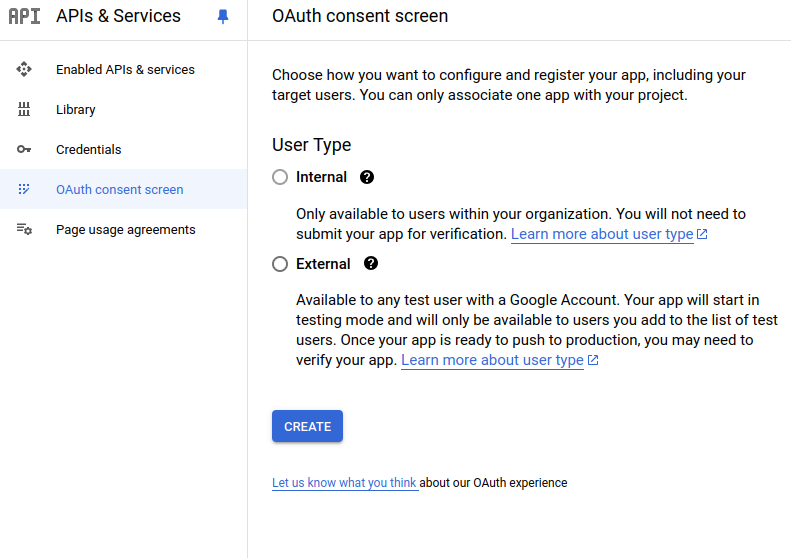 API APIs & Services
Enabled APIs & services
Library
Credentials
OAuth consent screen
Page usage agreements
OAuth consent screen
Choose how you want to configure and register your app, including your
target users. You can only associate one app with your project.
User Type
Internal
Only available to users within your organization. You will not need to
submit your app for verification. Learn more about user type
External
Available to any test user with a Google Account. Your app will start in
testing mode and will only be available to users you add to the list of test
users. Once your app is ready to push to production, you may need to
verify your app. Learn more about user type
CREATE
Let us know what you think about our OAuth experience